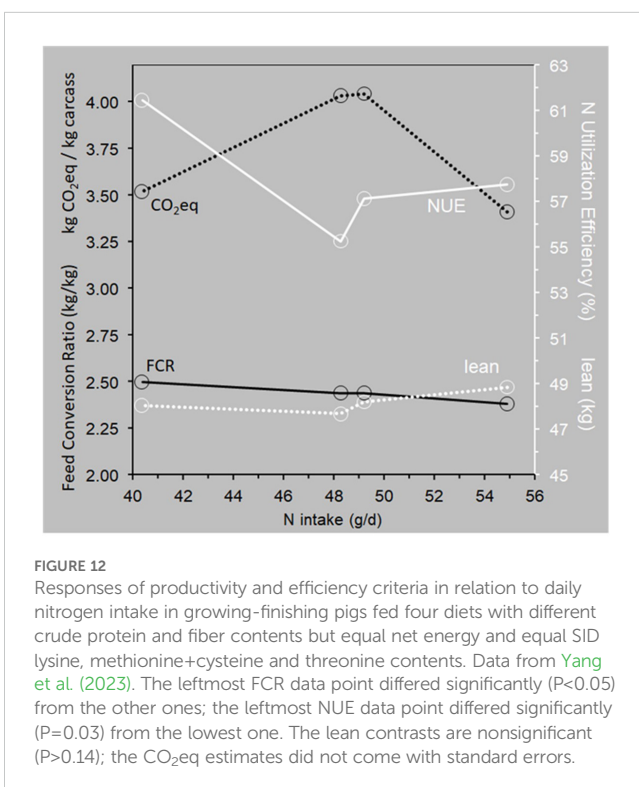 kg CO₂eq / kg carcass
Feed Conversion Ratio (kg/kg)
4.00
3.75
3.50
3.25
3.00
2.75
2.50
2.25
2.00
CO₂eq
NUE
FCR
lean
63
61
59
57
55
53
51
49
47
45
N Utilization Efficiency (%)
lean (kg)
40 42 44 46 48 50 52 54 56
N intake (g/d)
FIGURE 12
Responses of productivity and efficiency criteria in relation to daily
nitrogen intake in growing-finishing pigs fed four diets with different
crude protein and fiber contents but equal net energy and equal SID
lysine, methionine+cysteine and threonine contents. Data from Yang
et al. (2023). The leftmost FCR data point differed significantly (P<0.05)
from the other ones; the leftmost NUE data point differed significantly
(P=0.03) from the lowest one. The lean contrasts are nonsignificant
(P>0.14); the CO₂eq estimates did not come with standard errors.